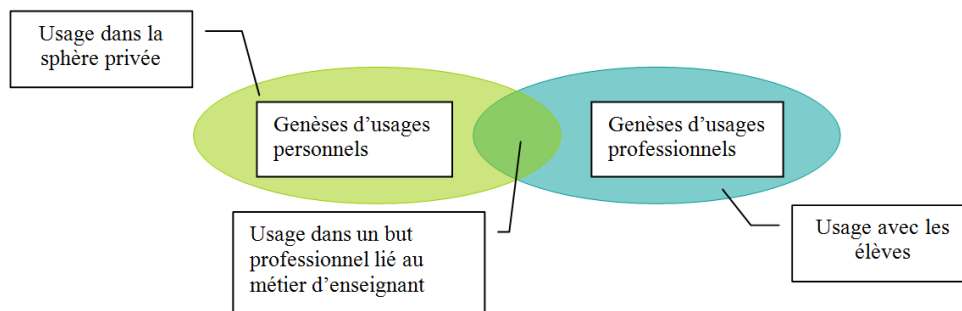 Usage dans la
sphère privée
Genèses d’usages
personnels
Genèses d’usages
professionnels
Usage dans un but
professionnel lié au
métier d’enseignant
Usage avec les
élèves